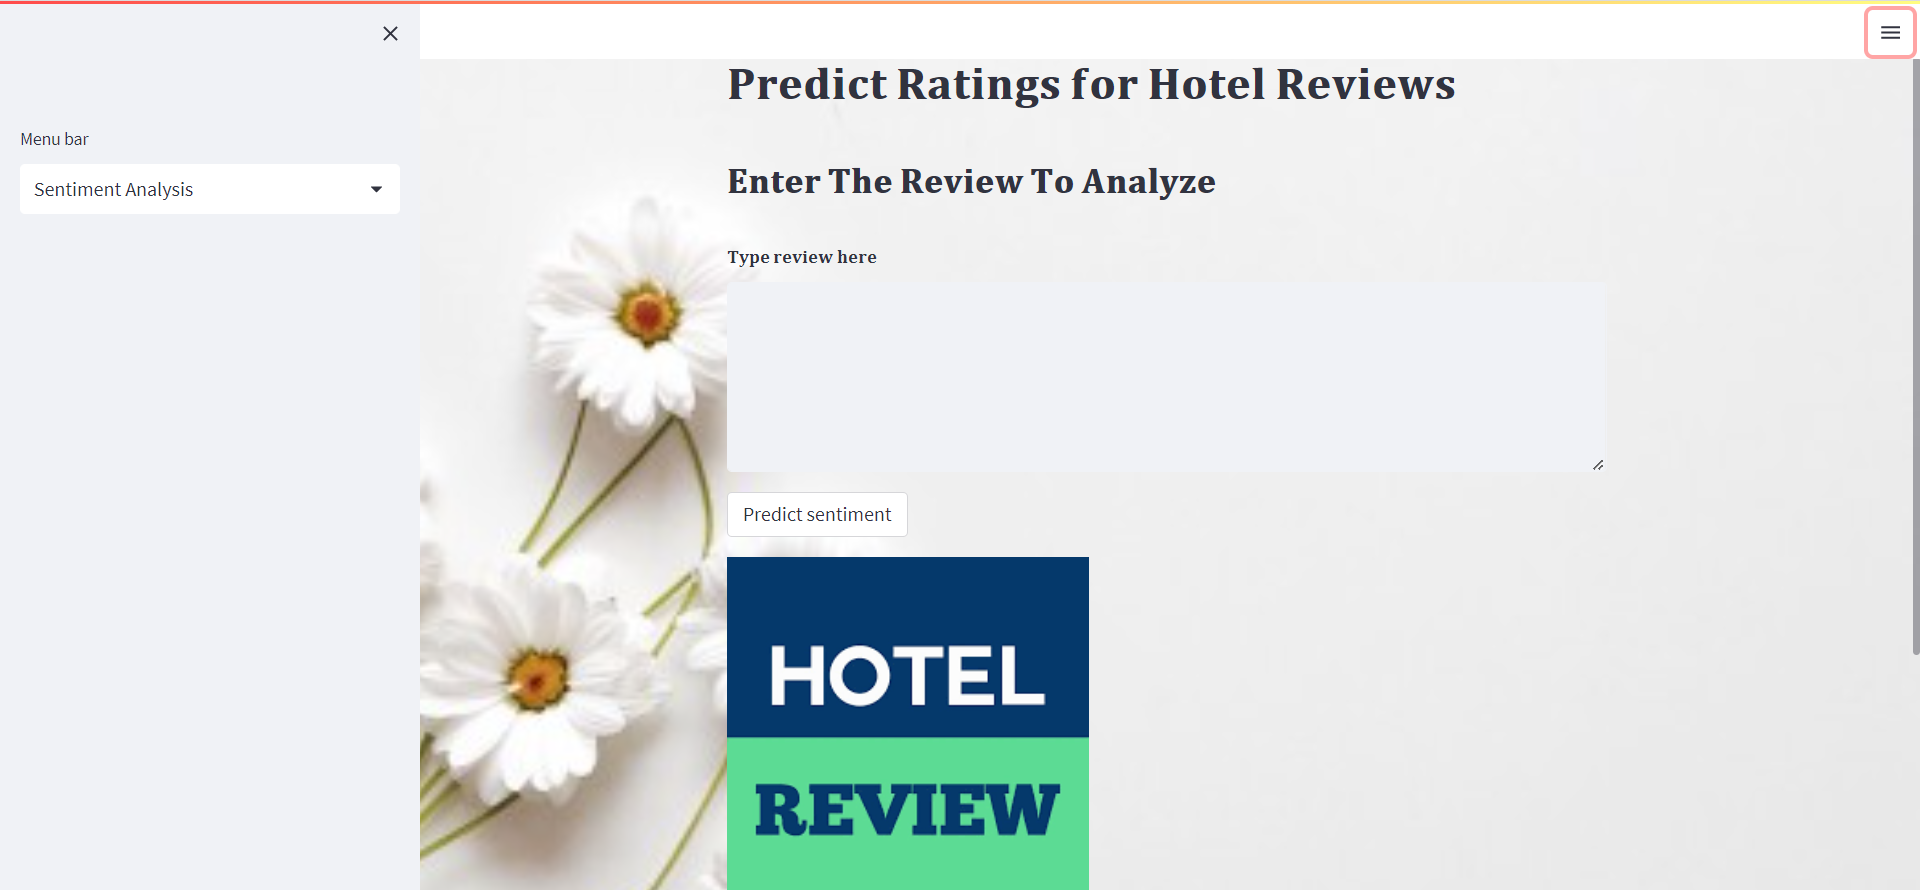 Menu bar
Sentiment Analysis
Predict Ratings for Hotel Reviews
Enter The Review To Analyze
Type review here
Predict sentiment
HOTEL
REVIEW